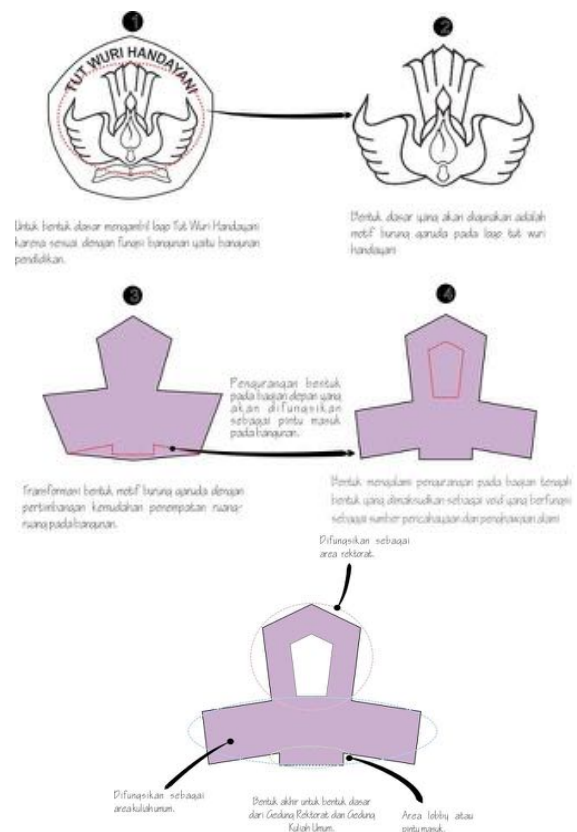 1
TUT WURI HANDAYANI
Untuk bentuk dasar mengambil logo Tut Wuri Handayani
karena sesuai dengan fungsi bangunan yaitu bangunan
pendidikan.
2
Bentuk dasar yang akan digunakan adalah
motif burung garuda pada logo tut wuri
handayani
3
Transformasi bentuk motif burung garuda dengan
pertimbangan kemudahan penempatan ruang-
ruang pada bangunan.
Pengurangan bentuk
pada bagian depan yang
akan difungsikan
sebagai pintu masuk
pada bangunan.
4
Bentuk mengalami pengurangan pada bagian tengah
bentuk yang dimaksudkan sebagai void yang berfungsi
sebagai sumber pencahayaan dan penghawaan alami
Difungsikan sebagai
area rektorat.
Difungsikan sebagai
area kuliah umum.
Bentuk akhir untuk bentuk dasar
dari Gedung Rektorat dan Gedung
Kuliah Umum.
Area lobby atau
pintu masuk.